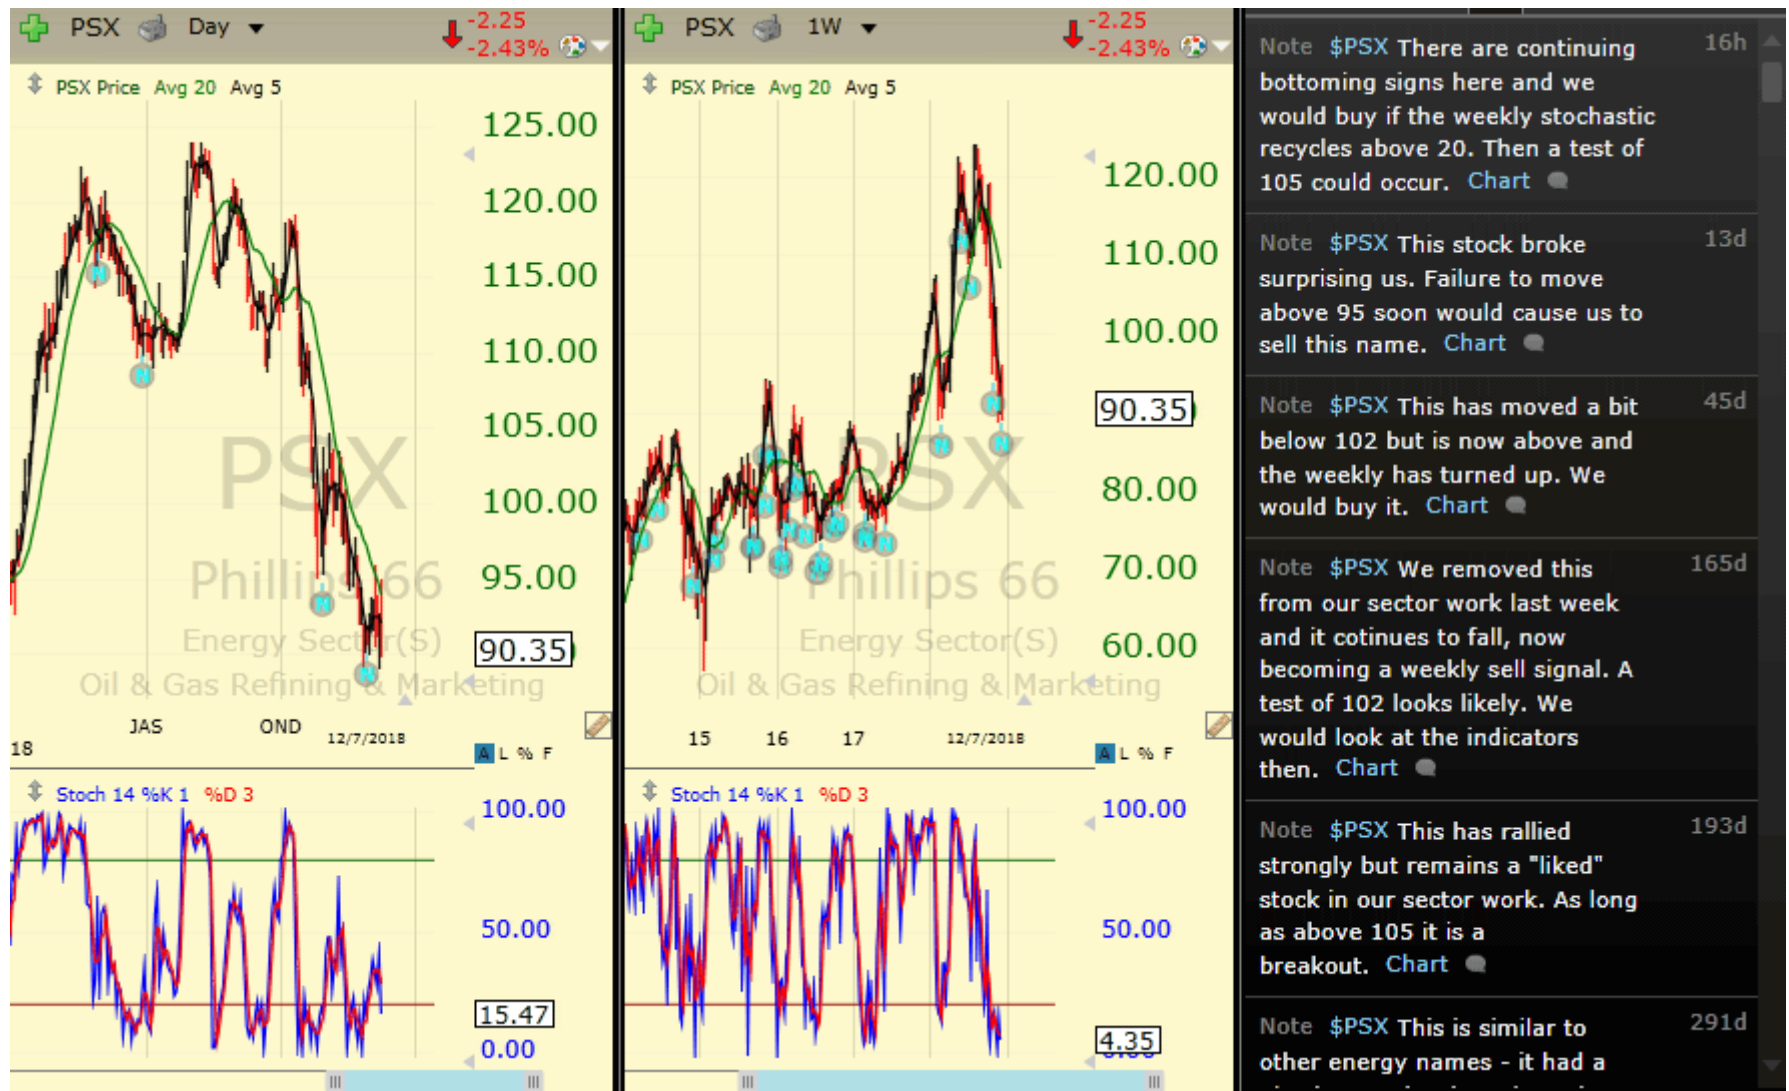 PSX Day -2.25
-2.43%
PSX Price Avg 20 Avg 5
125.00
120.00
115.00
110.00
105.00
100.00
95.00
90.35
PSX
Phillips 66
Energy Sector(S)
Oil & Gas Refining & Marketing
18 JAS OND 12/7/2018
A L % F
Stoch 14 %K 1 %D 3
100.00
50.00
15.47
0.00
PSX 1W -2.25
-2.43%
PSX Price Avg 20 Avg 5
120.00
110.00
100.00
90.35
80.00
70.00
60.00
PSX
Phillips 66
Energy Sector(S)
Oil & Gas Refining & Marketing
15 16 17 12/7/2018
A L % F
Stoch 14 %K 1 %D 3
100.00
50.00
4.35
Note $PSX There are continuing 16h
bottoming signs here and we
would buy if the weekly stochastic
recycles above 20. Then a test of
105 could occur. Chart
Note $PSX This stock broke 13d
surprising us. Failure to move
above 95 soon would cause us to
sell this name. Chart
Note $PSX This has moved a bit 45d
below 102 but is now above and
the weekly has turned up. We
would buy it. Chart
Note $PSX We removed this 165d
from our sector work last week
and it cotinues to fall, now
becoming a weekly sell signal. A
test of 102 looks likely. We
would look at the indicators
then. Chart
Note $PSX This has rallied 193d
strongly but remains a "liked"
stock in our sector work. As long
as above 105 it is a
breakout. Chart
Note $PSX This is similar to 291d
other energy names - it had a